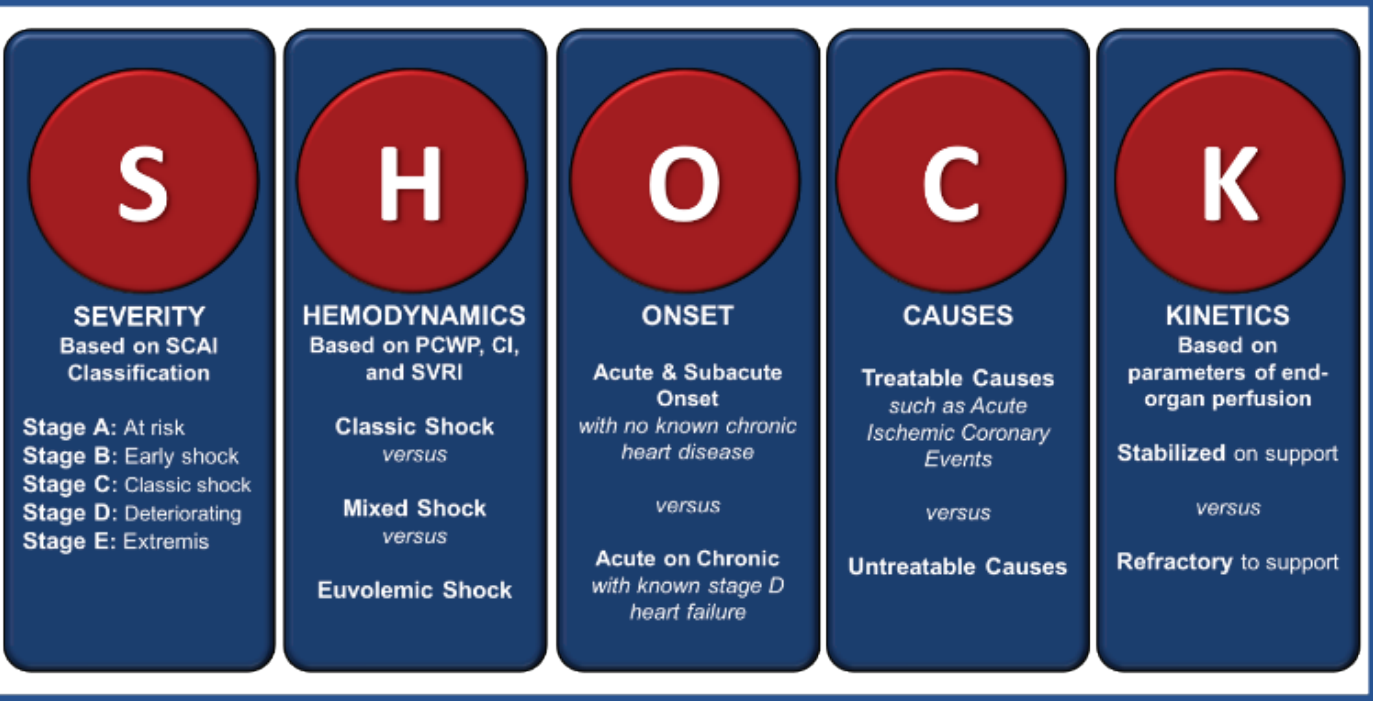 S
SEVERITY
Based on SCAI
Classification
Stage A: At risk
Stage B: Early shock
Stage C: Classic shock
Stage D: Deteriorating
Stage E: Extremis
H
HEMODYNAMICS
Based on PCWP, CI,
and SVRI
Classic Shock
versus
Mixed Shock
versus
Euvolemic Shock
O
ONSET
Acute & Subacute
Onset
with no known chronic
heart disease
versus
Acute on Chronic
with known stage D
heart failure
C
CAUSES
Treatable Causes
such as Acute
Ischemic Coronary
Events
versus
Untreatable Causes
K
KINETICS
Based on
parameters of end-
organ perfusion
Stabilized on support
versus
Refractory to support